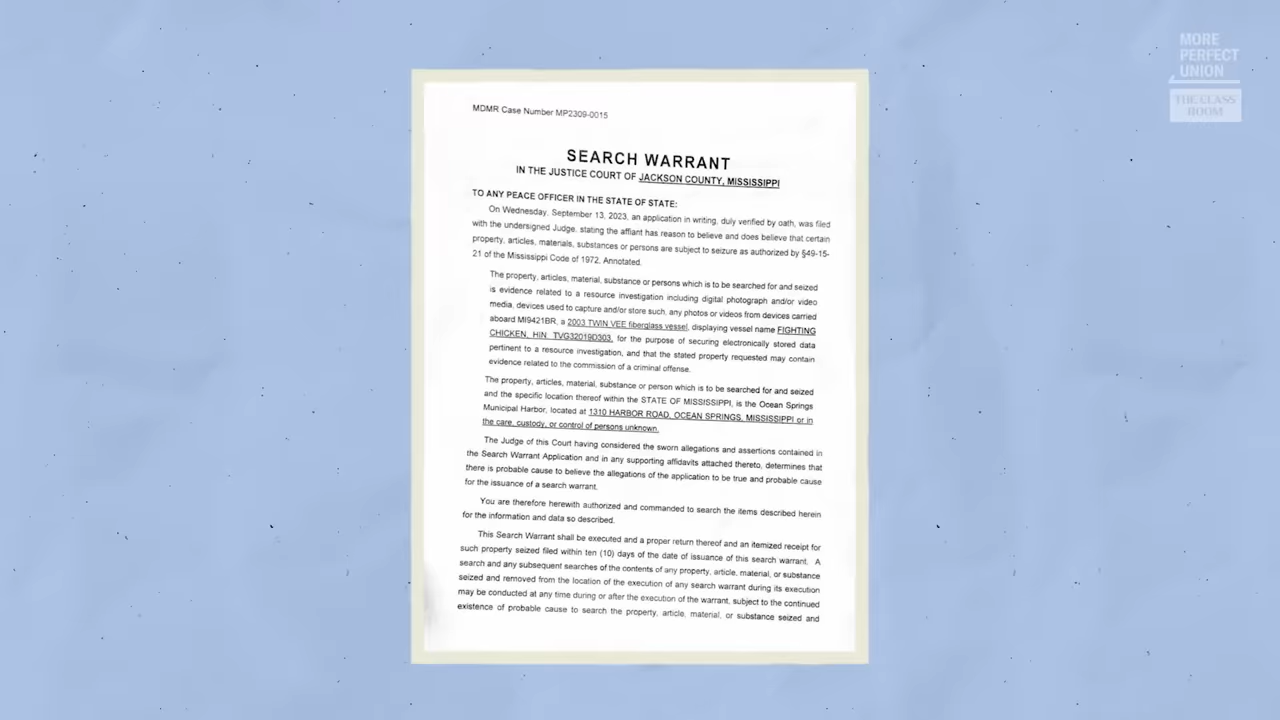 MORE
PERFECT
UNION
THE CLASS
ROOM
MDMR Case Number MP2309-0015
SEARCH WARRANT
IN THE JUSTICE COURT OF JACKSON COUNTY, MISSISSIPPI
TO ANY PEACE OFFICER IN THE STATE OF STATE:
On Wednesday, September 13, 2023, an application in writing, duly verified by oath, was filed
with the undersigned Judge, stating the affiant has reason to believe and does believe that certain
property, articles, materials, substances or persons are subject to seizure as authorized by §49-15-
21 of the Mississippi Code of 1972, Annotated.
The property, articles, material, substance or persons which is to be searched for and seized
is evidence related to a resource investigation including digital photograph and/or video
media, devices used to capture and/or store such, any photos or videos from devices carried
aboard MI9421BR, a 2003 TWIN VEE fiberglass vessel, displaying vessel name FIGHTING
CHICKEN, HIN TVG32019D303, for the purpose of securing electronically stored data
pertinent to a resource investigation, and that the stated property requested may contain
evidence related to the commission of a criminal offense.
The property, articles, material, substance or person which is to be searched for and seized
and the specific location thereof within the STATE OF MISSISSIPPI, is the Ocean Springs
Municipal Harbor, located at 1310 HARBOR ROAD, OCEAN SPRINGS, MISSISSIPPI or in
the care, custody, or control of persons unknown.
The Judge of this Court having considered the sworn allegations and assertions contained in
the Search Warrant Application and in any supporting affidavits attached thereto, determines that
there is probable cause to believe the allegations of the application to be true and probable cause
for the issuance of a search warrant.
You are therefore herewith authorized and commanded to search the items described herein
for the information and data so described.
This Search Warrant shall be executed and a proper return thereof and an itemized receipt for
such property seized filed within ten (10) days of the date of issuance of this search warrant. A
search and any subsequent searches of the contents of any property, article, material, or substance
seized and removed from the location of the execution of any search warrant during its execution
may be conducted at any time during or after the execution of the warrant, subject to the continued
existence of probable cause to search the property, article, material, or substance seized and